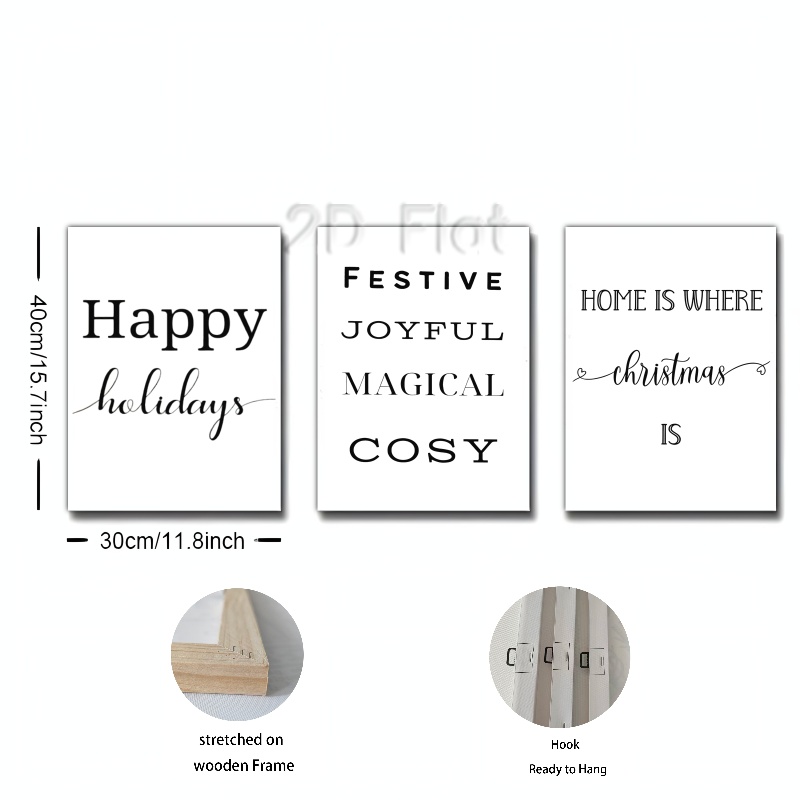 2D Flat
Happy
holidays
FESTIVE
JOYFUL
MAGICAL
COSY
HOME IS WHERE
christmas
IS
40cm/15.7inch
30cm/11.8inch
stretched on
wooden Frame
Hook
Ready to Hang